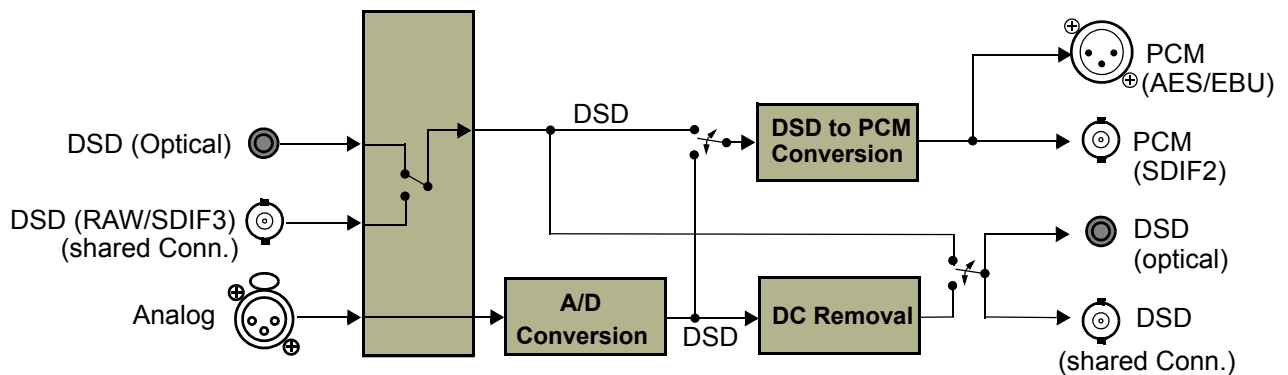 DSD (Optical)
DSD (RAW/SDIF3)
(shared Conn.)
Analog
DSD
A/D
Conversion
DSD
DSD to PCM
Conversion
DC Removal
PCM
(AES/EBU)
PCM
(SDIF2)
DSD
(optical)
DSD
(shared Conn.)